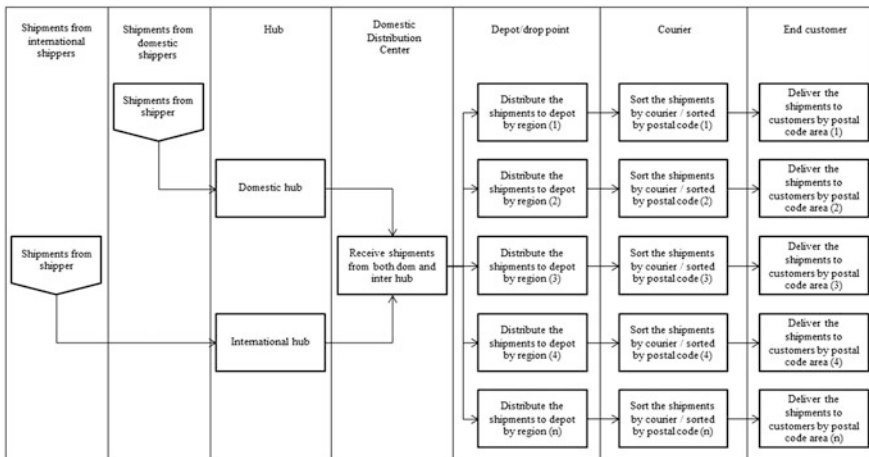 Shipments from
international
shippers
Shipments from
domestic
shippers
Hub
Domestic
Distribution
Center
Depot/drop point
Courier
End customer
Shipments from
shipper
Domestic hub
Shipments from
shipper
International hub
Receive shipments
from both dom and
inter hub
Distribute the
shipments to depot
by region (1)
Sort the shipments
by courier / sorted
by postal code (1)
Deliver the
shipments to
customers by postal
code area (1)
Distribute the
shipments to depot
by region (2)
Sort the shipments
by courier / sorted
by postal code (2)
Deliver the
shipments to
customers by postal
code area (2)
Distribute the
shipments to depot
by region (3)
Sort the shipments
by courier / sorted
by postal code (3)
Deliver the
shipments to
customers by postal
code area (3)
Distribute the
shipments to depot
by region (4)
Sort the shipments
by courier / sorted
by postal code (4)
Deliver the
shipments to
customers by postal
code area (4)
Distribute the
shipments to depot
by region (n)
Sort the shipments
by courier / sorted
by postal code (n)
Deliver the
shipments to
customers by postal
code area (n)